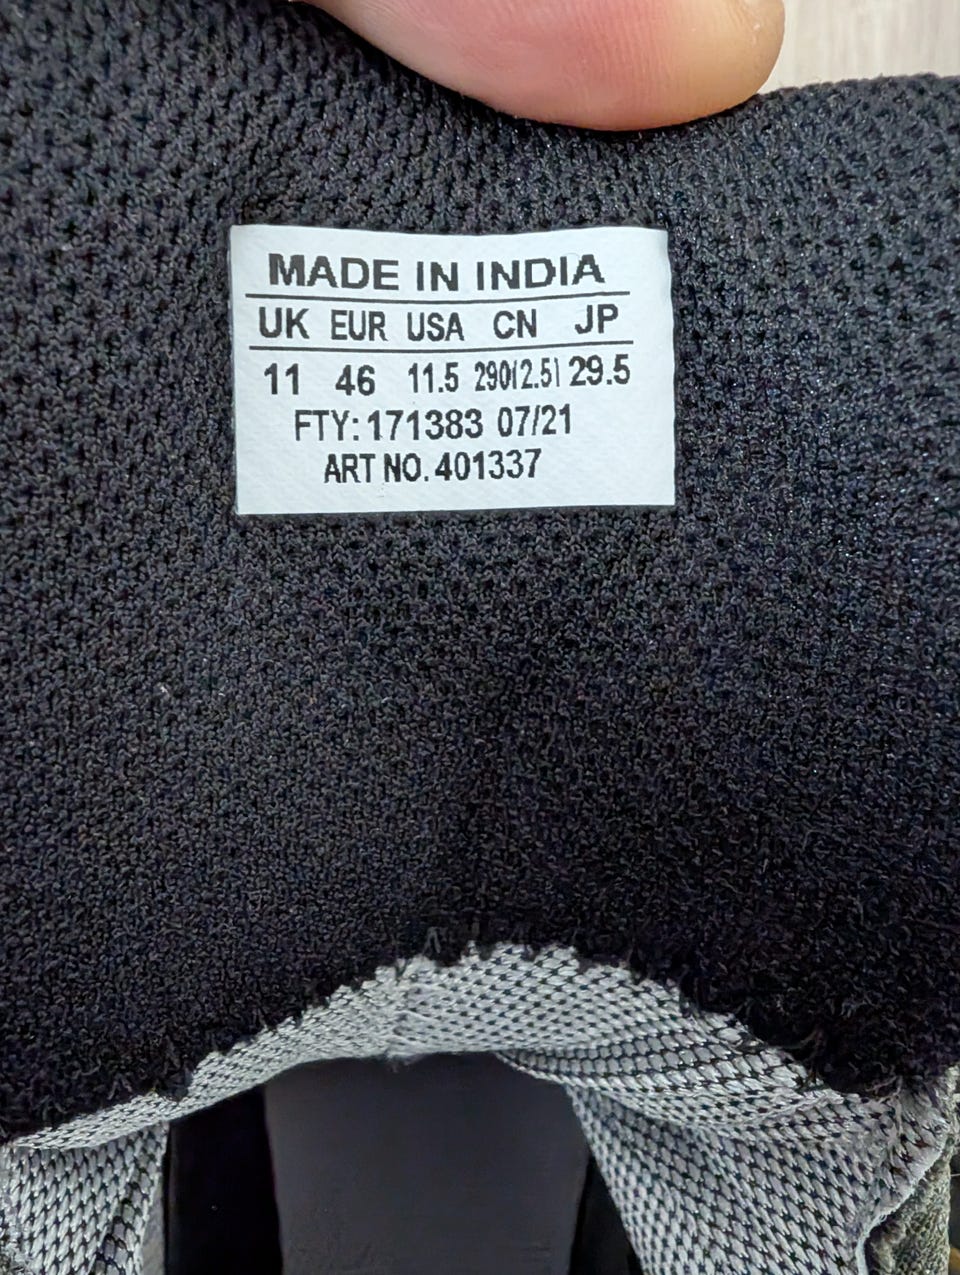 MADE IN INDIA
UK EUR USA CN JP
11 46 11.5 290(2.5) 29.5
FTY: 171383 07/21
ART NO. 401337